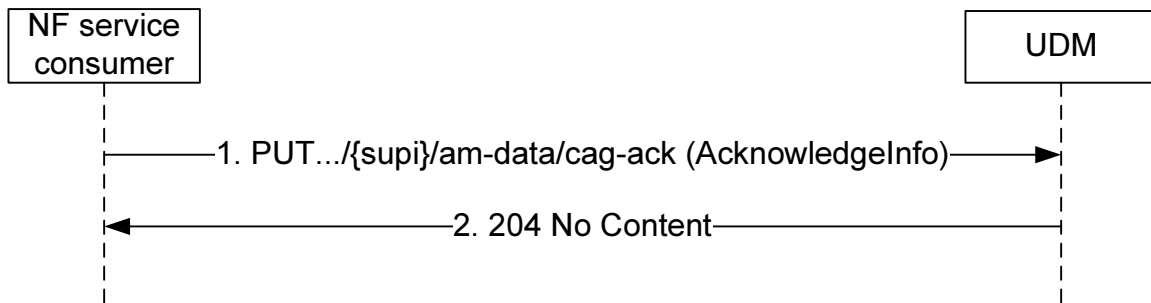 NF service
consumer
UDM
1. PUT.../{supi}/am-data/cag-ack (AcknowledgeInfo)
2. 204 No Content